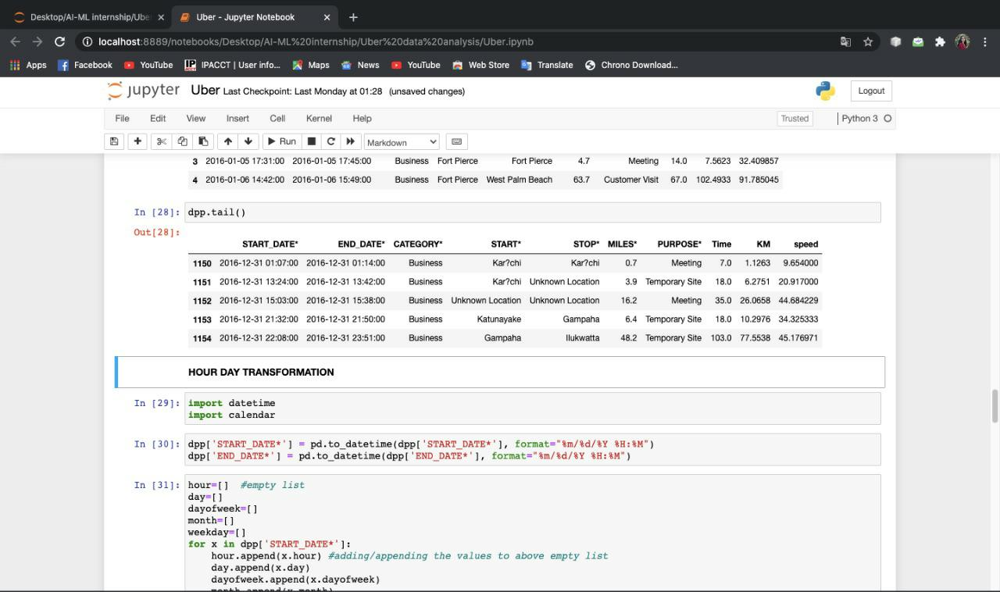 Desktop/AI-ML internship/Ube
Uber - Jupyter Notebook
localhost:8889/notebooks/Desktop/AI-ML%20internship/Uber%20data%20analysis/Uber.ipynb
Apps Facebook YouTube IPACCT | User info... Maps News YouTube Web Store Translate Chrono Download...
jupyter Uber Last Checkpoint: Last Monday at 01:28 (unsaved changes) Logout
File Edit View Insert Cell Kernel Help Trusted Python 3
Run Markdown
3 2016-01-05 17:31:00 2016-01-05 17:45:00 Business Fort Pierce Fort Pierce 4.7 Meeting 14.0 7.5623 32.409857
4 2016-01-06 14:42:00 2016-01-06 15:49:00 Business Fort Pierce West Palm Beach 63.7 Customer Visit 67.0 102.4933 91.785045
In [28]: dpp.tail()
Out[28]:
START_DATE* END_DATE* CATEGORY* START* STOP* MILES* PURPOSE* Time KM speed
1150 2016-12-31 01:07:00 2016-12-31 01:14:00 Business Kar?chi Kar?chi 0.7 Meeting 7.0 1.1263 9.654000
1151 2016-12-31 13:24:00 2016-12-31 13:42:00 Business Kar?chi Unknown Location 3.9 Temporary Site 18.0 6.2751 20.917000
1152 2016-12-31 15:03:00 2016-12-31 15:38:00 Business Unknown Location Unknown Location 16.2 Meeting 35.0 26.0658 44.684229
1153 2016-12-31 21:32:00 2016-12-31 21:50:00 Business Katunayake Gampaha 6.4 Temporary Site 18.0 10.2976 34.325333
1154 2016-12-31 22:08:00 2016-12-31 23:51:00 Business Gampaha Ilukwatta 48.2 Temporary Site 103.0 77.5538 45.176971
HOUR DAY TRANSFORMATION
In [29]: import datetime
import calendar
In [30]: dpp['START_DATE*'] = pd.to_datetime(dpp['START_DATE*'], format="%m/%d/%Y %H:%M")
dpp['END_DATE*'] = pd.to_datetime(dpp['END_DATE*'], format="%m/%d/%Y %H:%M")
In [31]: hour=[] #empty list
day=[]
dayofweek=[]
month=[]
weekday=[]
for x in dpp['START_DATE*']:
hour.append(x.hour) #adding/appending the values to above empty list
day.append(x.day)
dayofweek.append(x.dayofweek)
month.append(x.month)